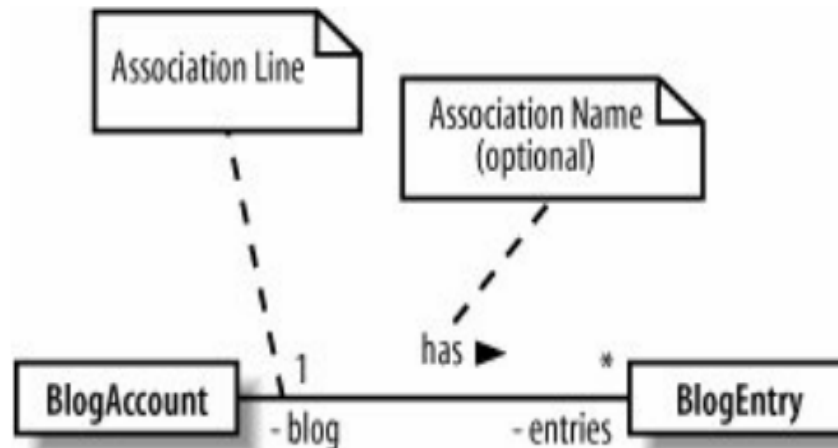 Association Line
Association Name
(optional)
has ►
1
*
BlogAccount
BlogEntry
- blog
- entries